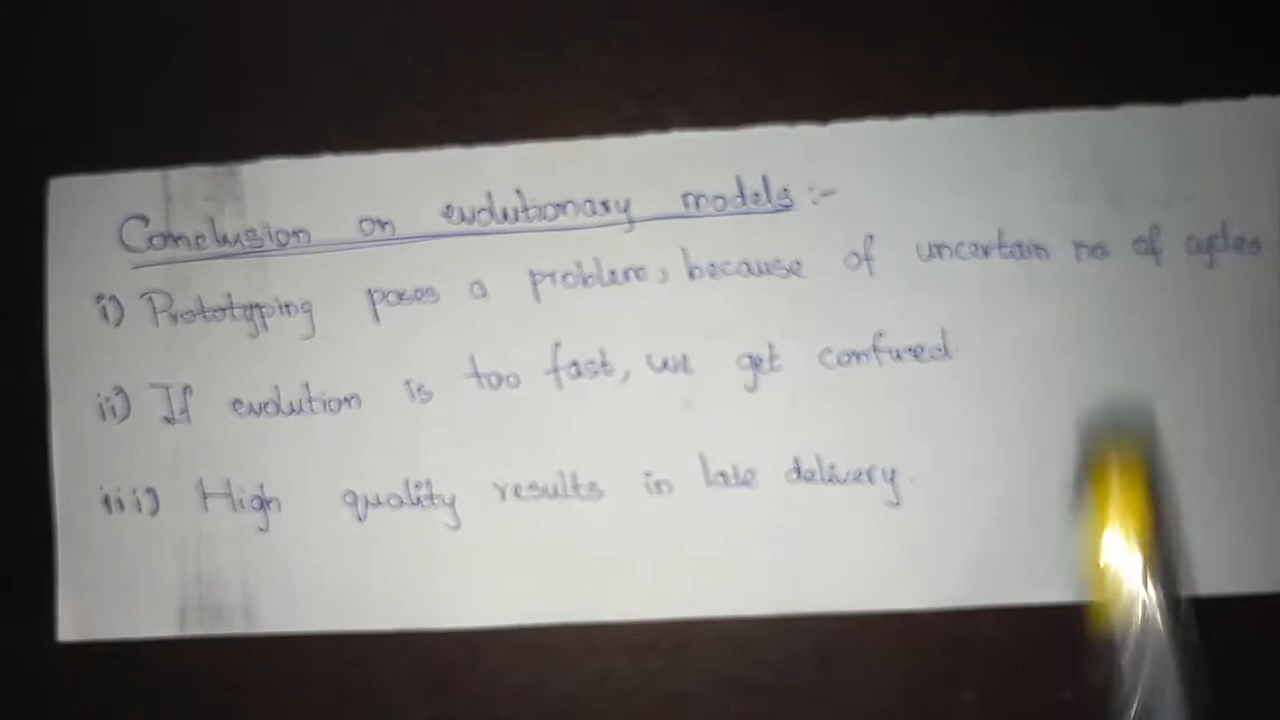 Conclusion on evolutionary models :-
i) Prototyping poses a problem, because of uncertain no of cycles
ii) If evolution is too fast, we get confused
iii) High quality results in late delivery.